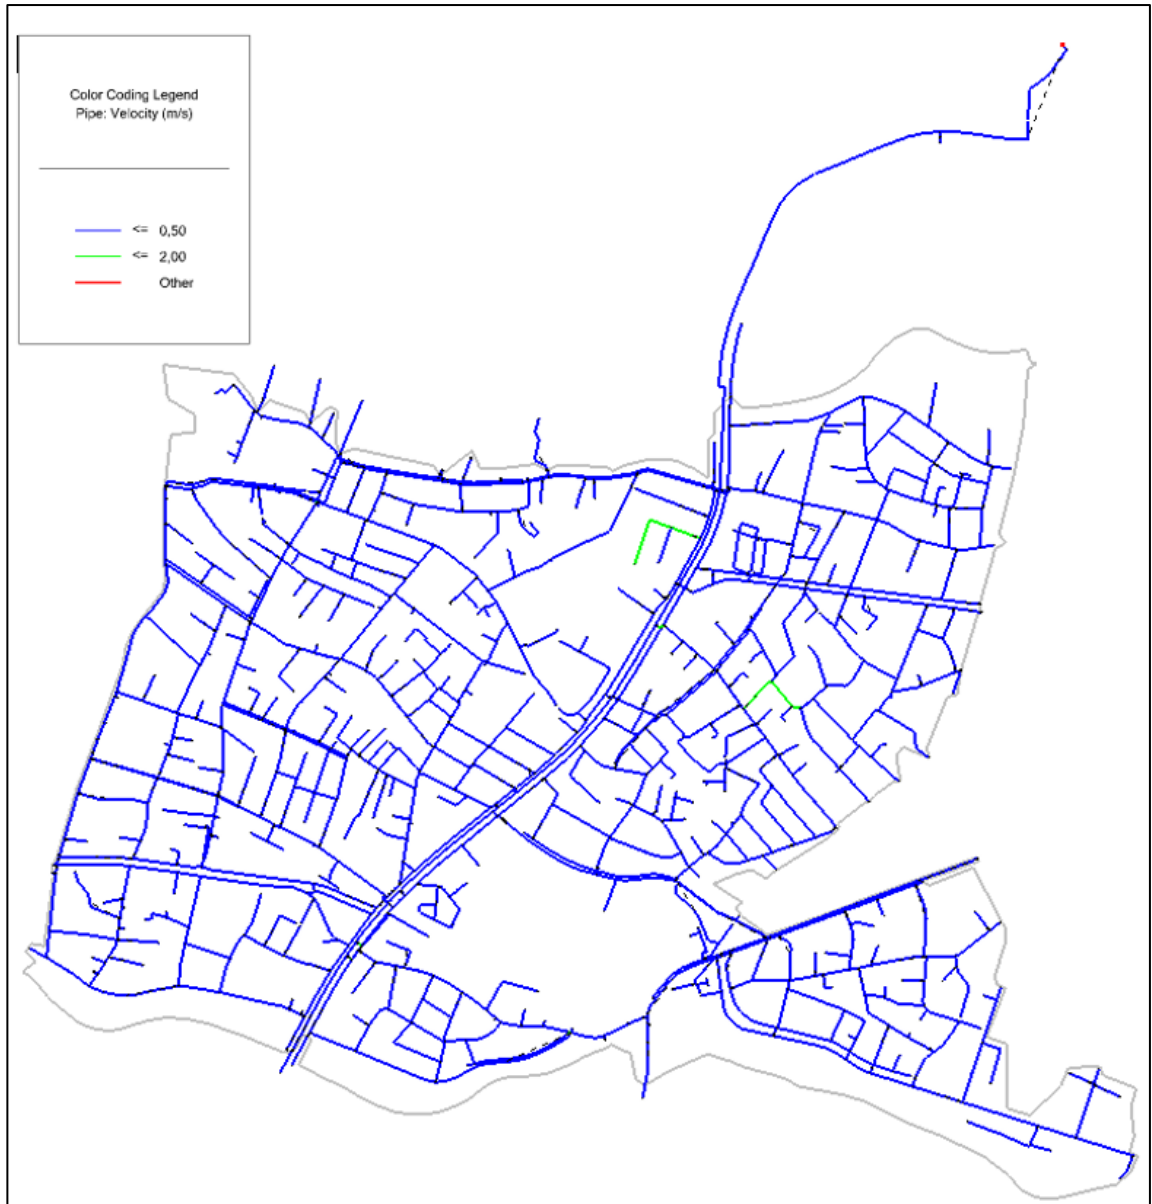 Color Coding Legend
Pipe: Velocity (m/s)
<= 0,50
<= 2,00
Other